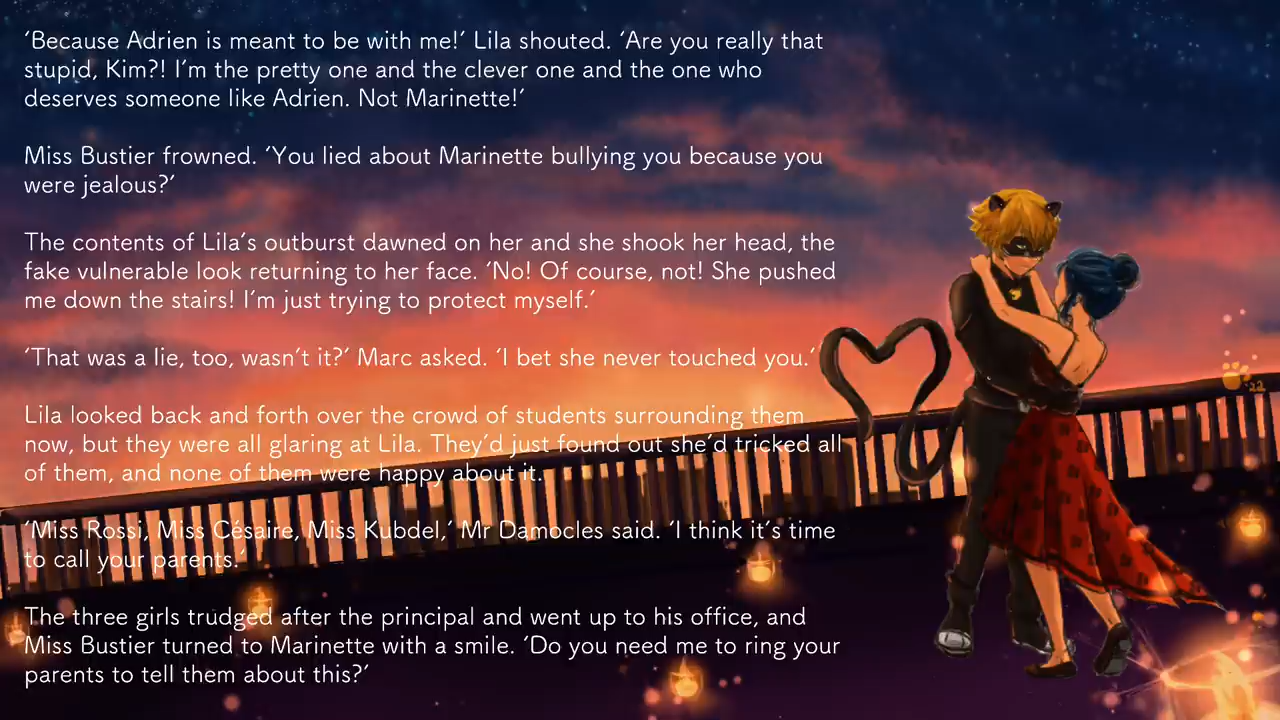 ‘Because Adrien is meant to be with me!’ Lila shouted. ‘Are you really that
stupid, Kim?! I’m the pretty one and the clever one and the one who
deserves someone like Adrien. Not Marinette!’
Miss Bustier frowned. ‘You lied about Marinette bullying you because you
were jealous?’
The contents of Lila’s outburst dawned on her and she shook her head, the
fake vulnerable look returning to her face. ‘No! Of course, not! She pushed
me down the stairs! I’m just trying to protect myself.’
‘That was a lie, too, wasn’t it?’ Marc asked. ‘I bet she never touched you.’
Lila looked back and forth over the crowd of students surrounding them
now, but they were all glaring at Lila. They’d just found out she’d tricked all
of them, and none of them were happy about it.
‘Miss Rossi, Miss Césaire, Miss Kubdel,’ Mr Damocles said. ‘I think it’s time
to call your parents.’
The three girls trudged after the principal and went up to his office, and
Miss Bustier turned to Marinette with a smile. ‘Do you need me to ring your
parents to tell them about this?’
'22